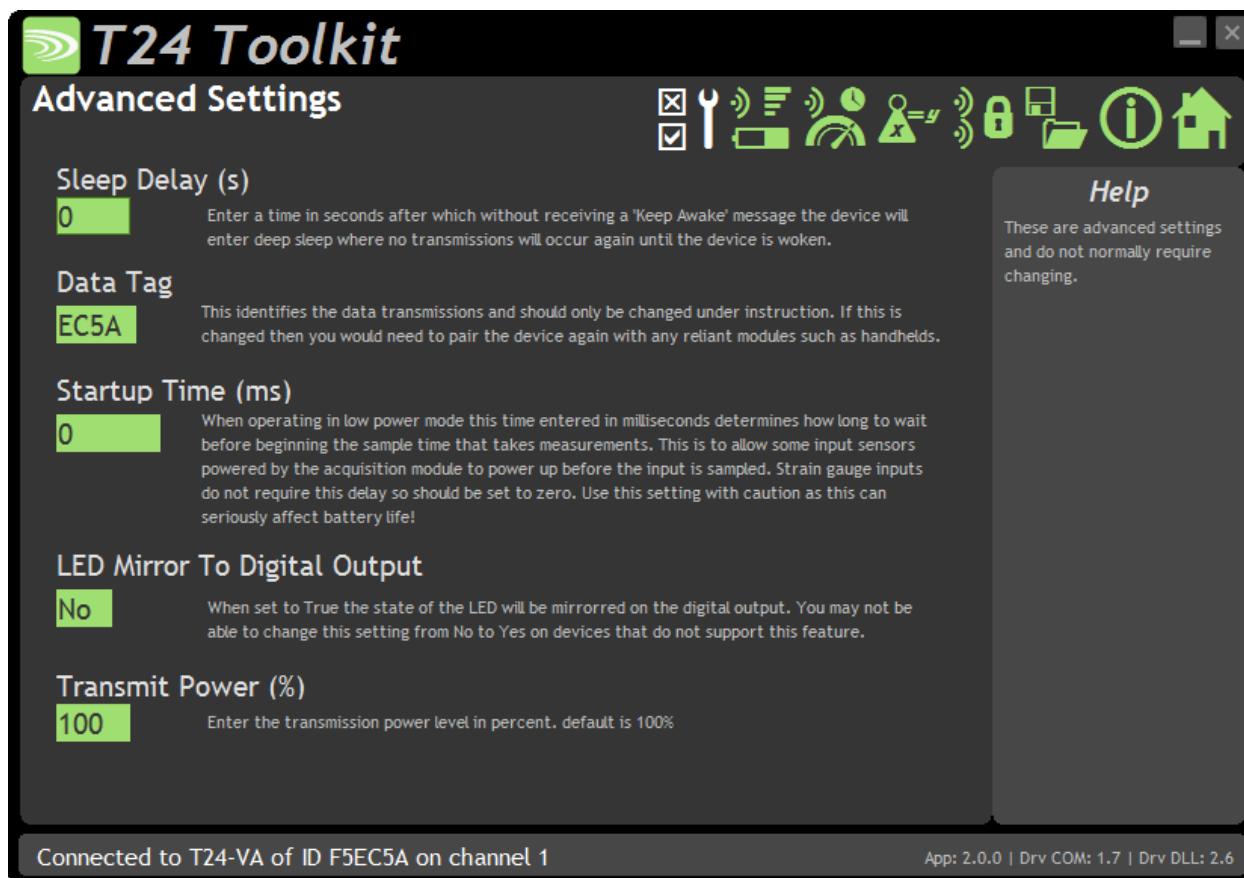 T24 Toolkit
Advanced Settings
x
=y
Sleep Delay (s)
0
Enter a time in seconds after which without receiving a 'Keep Awake' message the device will
enter deep sleep where no transmissions will occur again until the device is woken.
Data Tag
EC5A
This identifies the data transmissions and should only be changed under instruction. If this is
changed then you would need to pair the device again with any reliant modules such as handhelds.
Startup Time (ms)
0
When operating in low power mode this time entered in milliseconds determines how long to wait
before beginning the sample time that takes measurements. This is to allow some input sensors
powered by the acquisition module to power up before the input is sampled. Strain gauge inputs
do not require this delay so should be set to zero. Use this setting with caution as this can
seriously affect battery life!
LED Mirror To Digital Output
No
When set to True the state of the LED will be mirrorred on the digital output. You may not be
able to change this setting from No to Yes on devices that do not support this feature.
Transmit Power (%)
100
Enter the transmission power level in percent. default is 100%
Help
These are advanced settings
and do not normally require
changing.
Connected to T24-VA of ID F5EC5A on channel 1
App: 2.0.0 | Drv COM: 1.7 | Drv DLL: 2.6